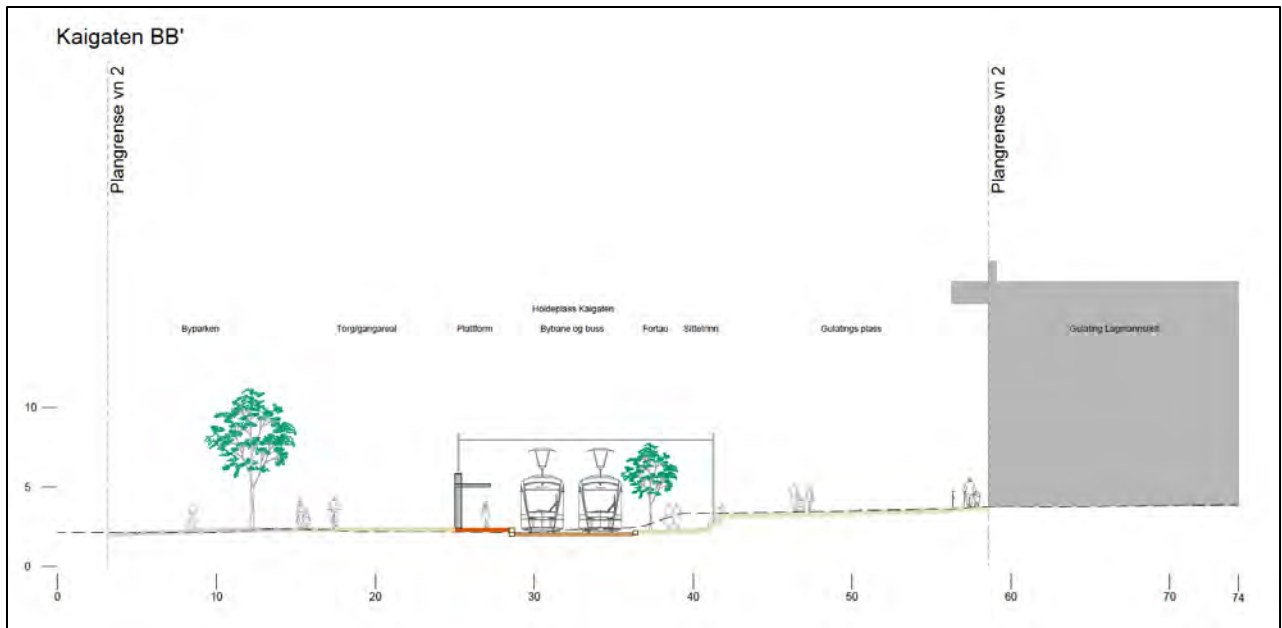 Kaigaten BB'
Plangrense vn 2
Plangrense vn 2
Holdeplass Kaigaten
Byparken
Torg/gangareal
Plattform
Bybane og buss
Fortau
Sittetrinn
Gulatings plass
Gulating Lagmannsrett
10
5
0
0
10
20
30
40
50
60
70
74